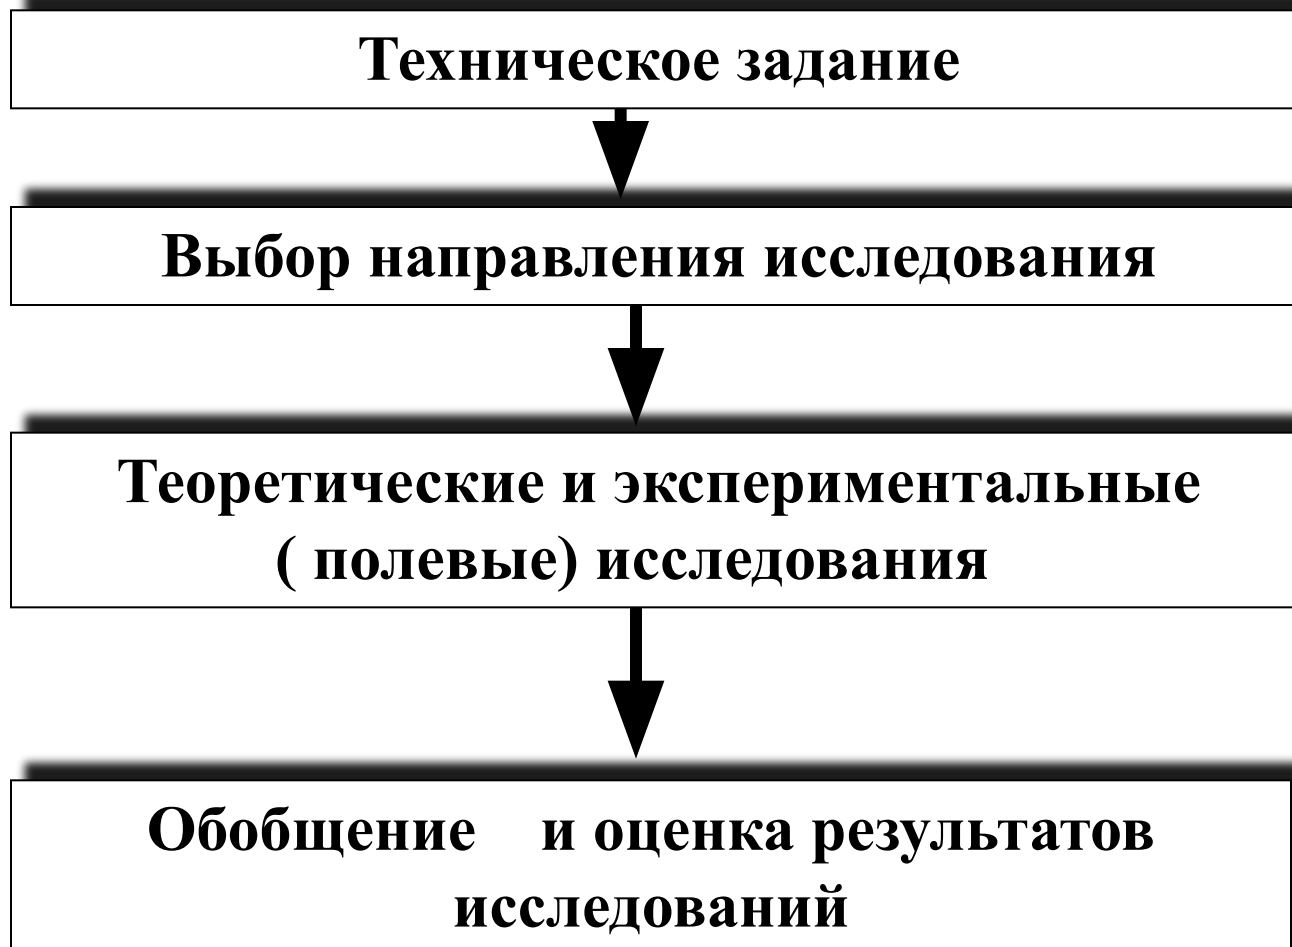 Техническое задание
Выбор направления исследования
Теоретические и экспериментальные
( полевые) исследования
Обобщение и оценка результатов
исследований